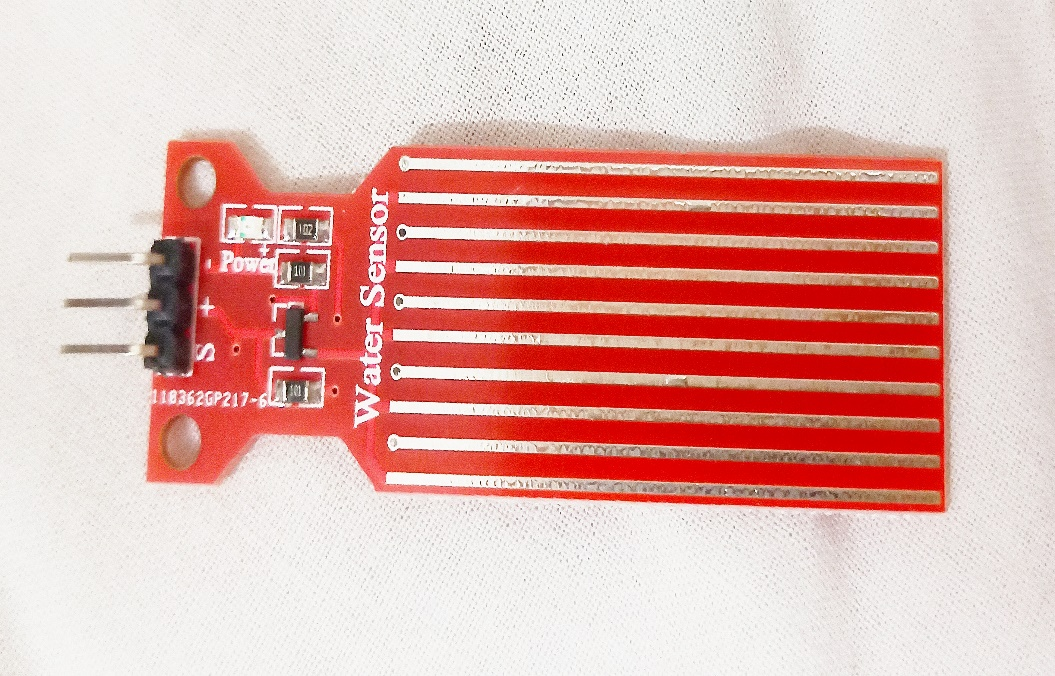 Water Sensor
Power
+
102
101
-
+
S
101
118362GP217-6